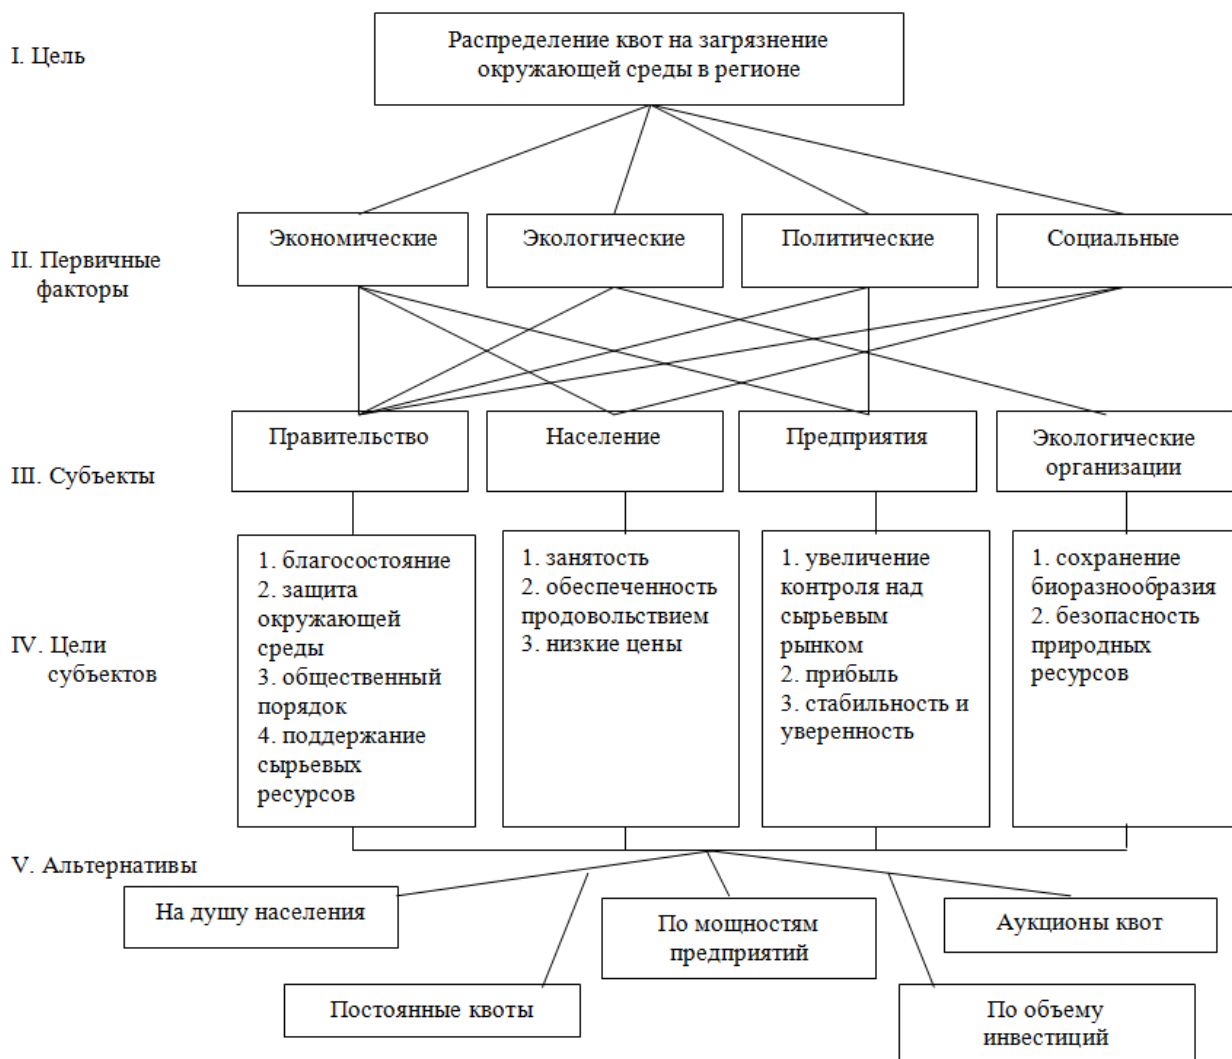 I. Цель
Распределение квот на загрязнение
окружающей среды в регионе
II. Первичные
факторы
Экономические
Экологические
Политические
Социальные
III. Субъекты
Правительство
Население
Предприятия
Экологические
организации
IV. Цели
субъектов
1. благосостояние
2. защита
окружающей
среды
3. общественный
порядок
4. поддержание
сырьевых
ресурсов
1. занятость
2. обеспеченность
продовольствием
3. низкие цены
1. увеличение
контроля над
сырьевым
рынком
2. прибыль
3. стабильность и
уверенность
1. сохранение
биоразнообразия
2. безопасность
природных
ресурсов
V. Альтернативы
На душу населения
По мощностям
предприятий
Аукционы квот
Постоянные квоты
По объему
инвестиций